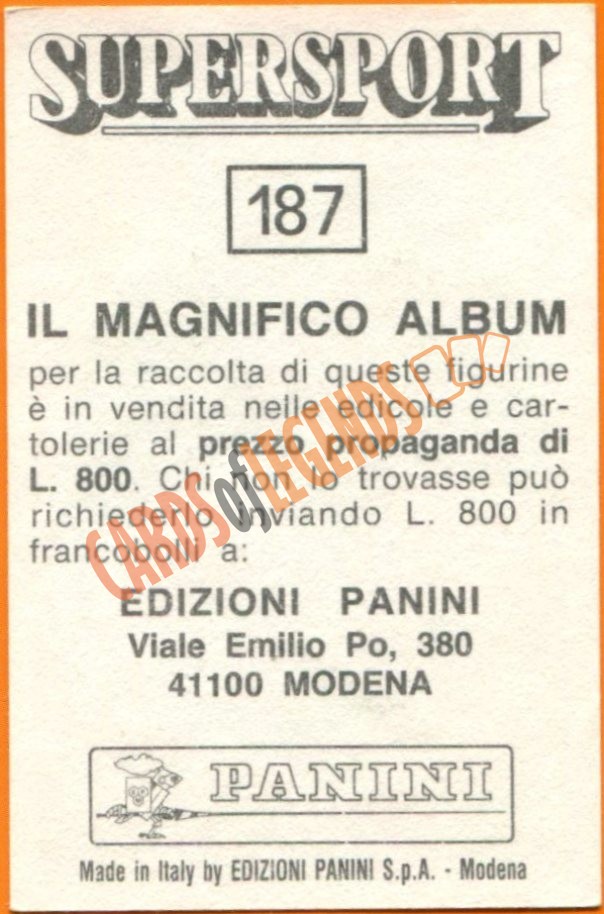 SUPERSPORT
187
IL MAGNIFICO ALBUM
per la raccolta di queste figurine
è in vendita nelle edicole e car-
tolerie al prezzo propaganda di
L. 800. Chi non lo trovasse può
richiederlo inviando L. 800 in
francobolli a:
CARDS of LEGENDS
EDIZIONI PANINI
Viale Emilio Po, 380
41100 MODENA
PANINI
Made in Italy by EDIZIONI PANINI S.p.A. - Modena